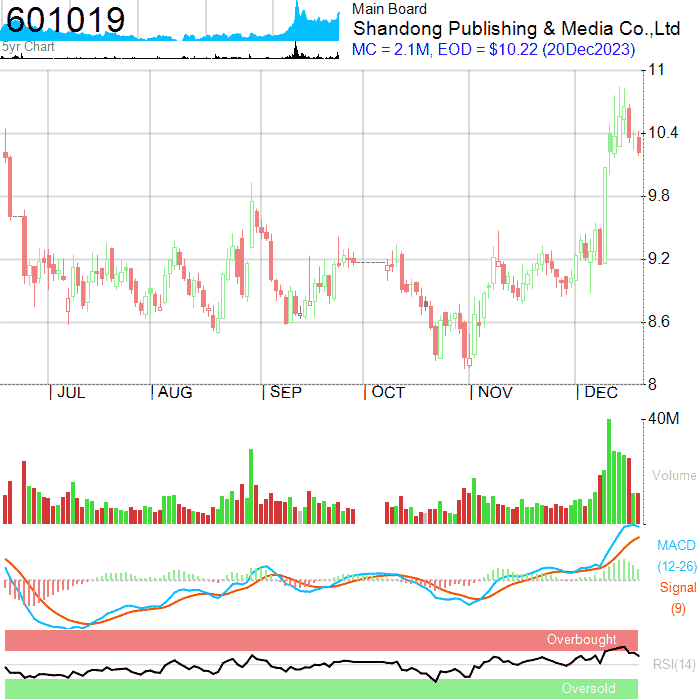 601019
5yr Chart
Main Board
Shandong Publishing & Media Co.,Ltd
MC = 2.1M, EOD = $10.22 (20Dec2023)
11
10.4
9.8
9.2
8.6
8
JUL AUG SEP OCT NOV DEC
40M
Volume
MACD
(12-26)
Signal
(9)
Overbought
RSI(14)
Oversold